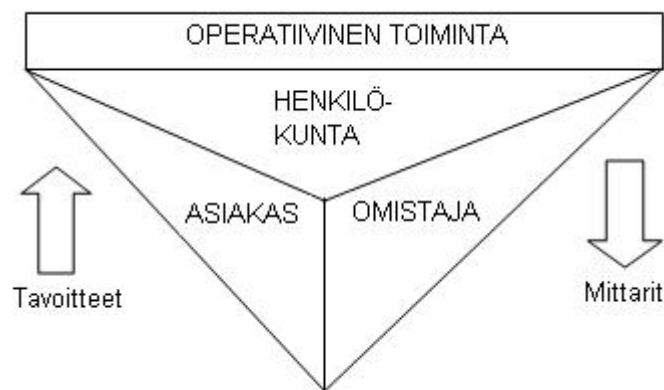 OPERATIIVINEN TOIMINTA
HENKILÖ-
KUNTA
ASIAKAS
OMISTAJA
Tavoitteet
Mittarit